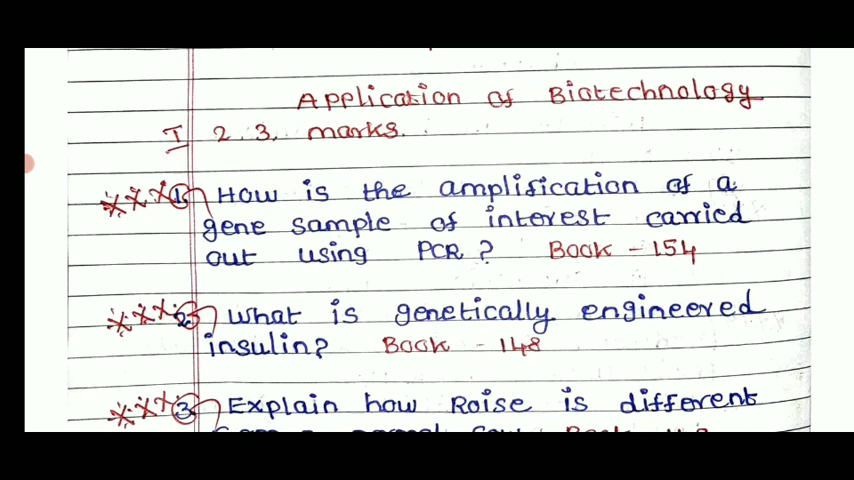 Application of Biotechnology
I 2. 3. marks.
1) How is the amplification of a
gene sample of interest carried
out using PCR? Book - 154
2) What is genetically engineered
insulin? Book - 148
3) Explain how Roise is different